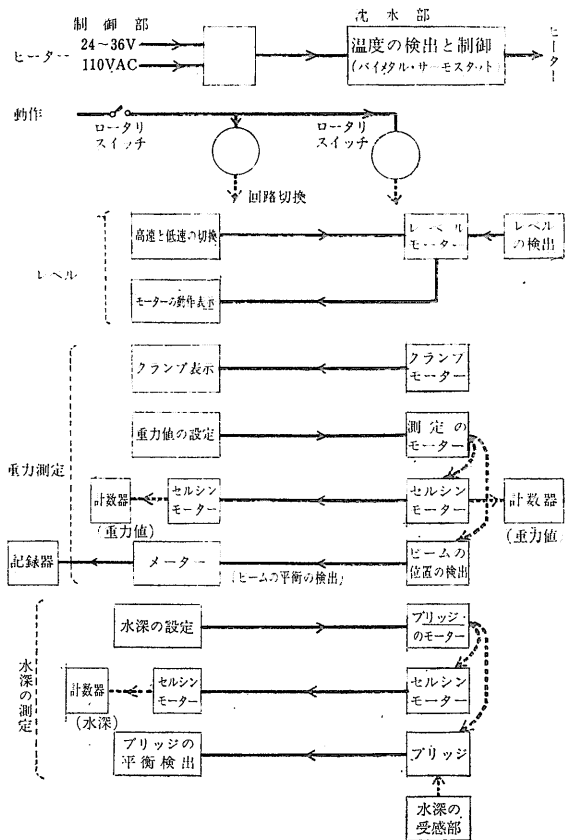 制御部
沈水部
ヒーター
24～36V
110VAC
温度の検出と制御
(バイメタル・サーモスタット)
ヒーター
動作
ロータリ
スイッチ
ロータリ
スイッチ
回路切換
レベル
高速と低速の切換
レベル
モーター
レベル
の検出
モーターの動作表示
重力測定
クランプ表示
クランプ
モーター
重力値の設定
測定の
モーター
計数器
(重力値)
セルシン
モーター
セルシン
モーター
計数器
(重力値)
記録器
メーター
(ビームの平衡の検出)
ビームの
位置の検出
水深の測定
水深の設定
ブリッジ
のモーター
計数器
(水深)
セルシン
モーター
セルシン
モーター
ブリッジの
平衡検出
ブリッジ
水深の
受感部